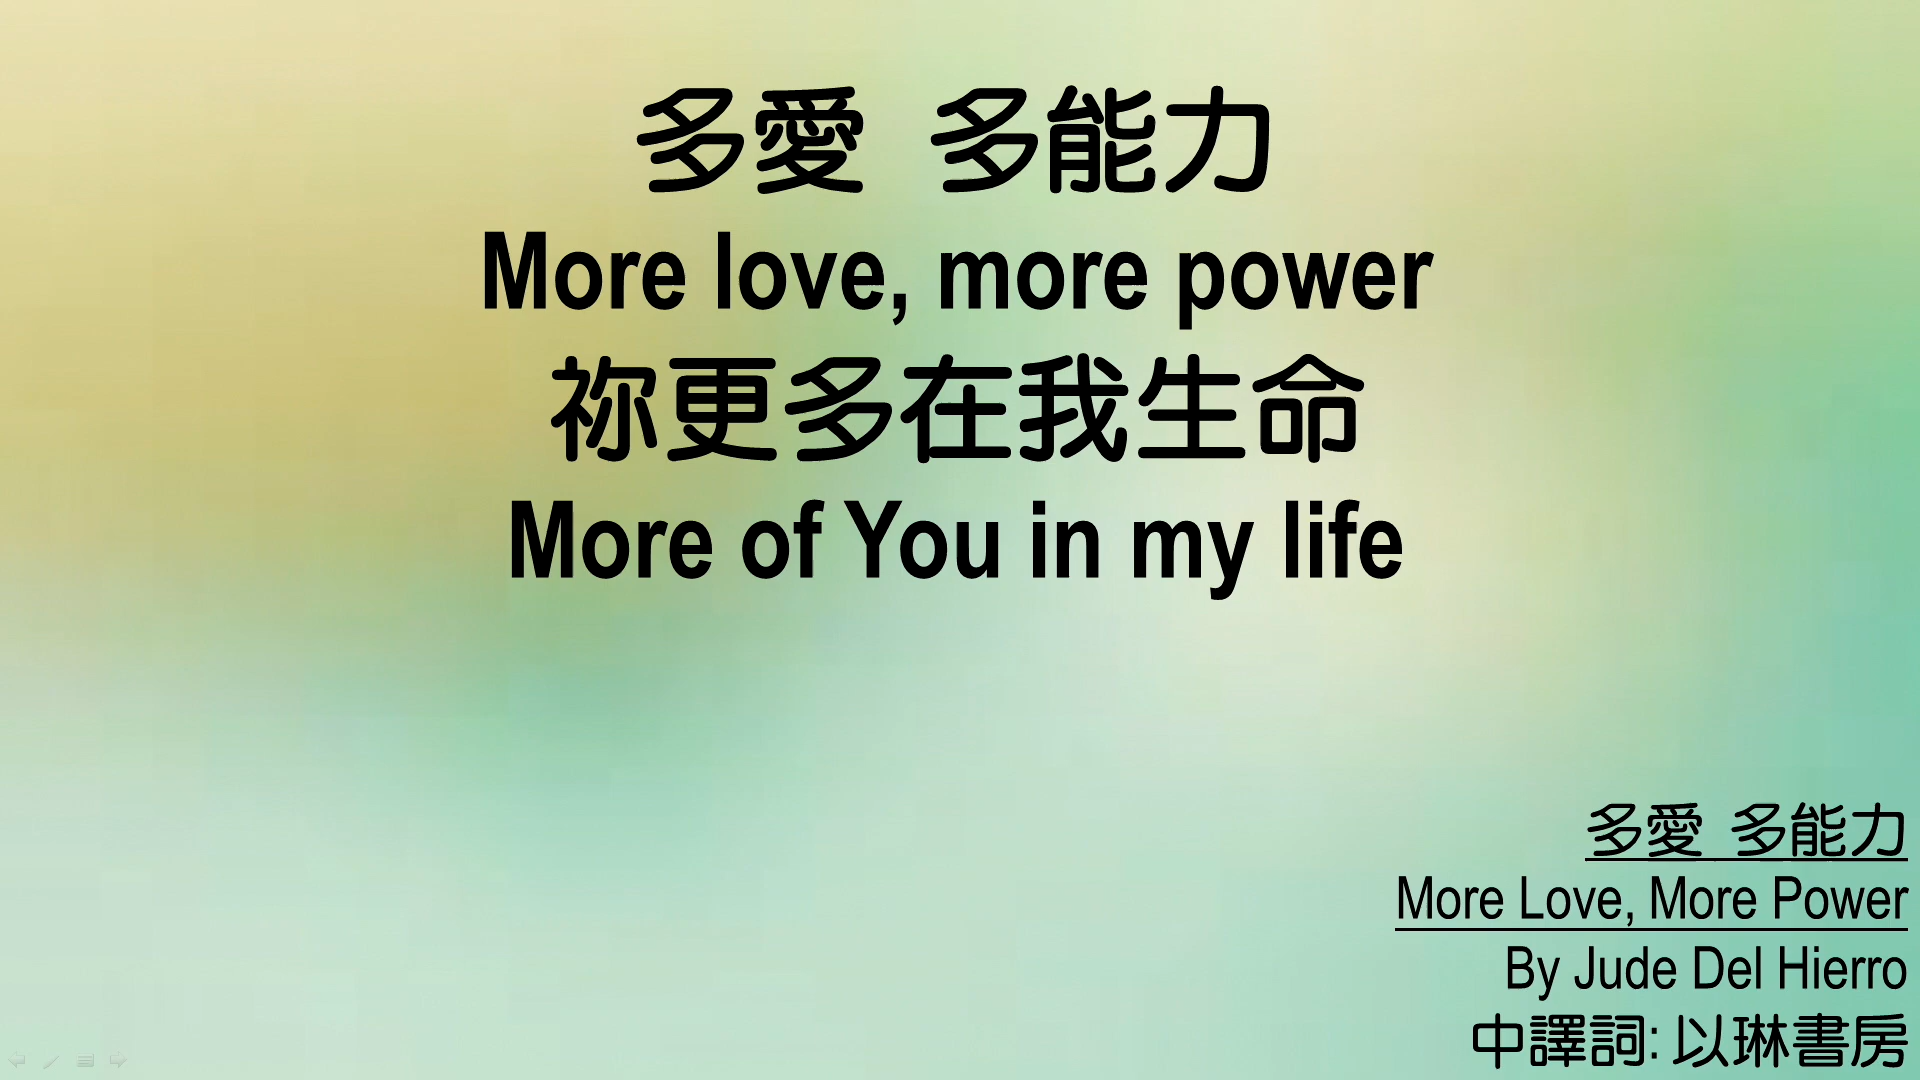 多愛 多能力
More love, more power
祢更多在我生命
More of You in my life
多愛 多能力
More Love, More Power
By Jude Del Hierro
中譯詞: 以琳書房